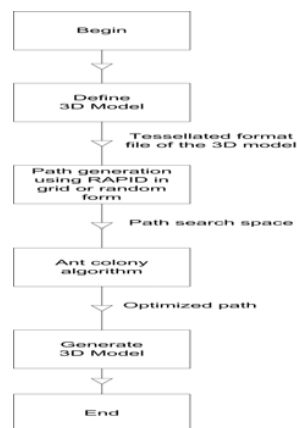 Begin
Define
3D Model
Tessellated format
file of the 3D model
Path generation
using RAPID in
grid or random
form
Path search space
Ant colony
algorithm
Optimized path
Generate
3D Model
End